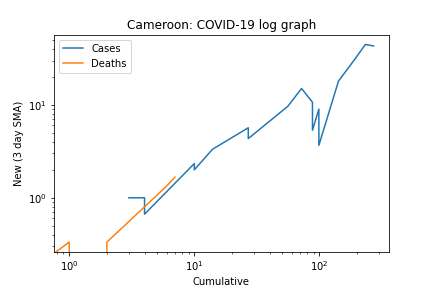 Cameroon: COVID-19 log graph
Cases
Deaths
New (3 day SMA)
10¹
10⁰
10⁰
10¹
10²
Cumulative